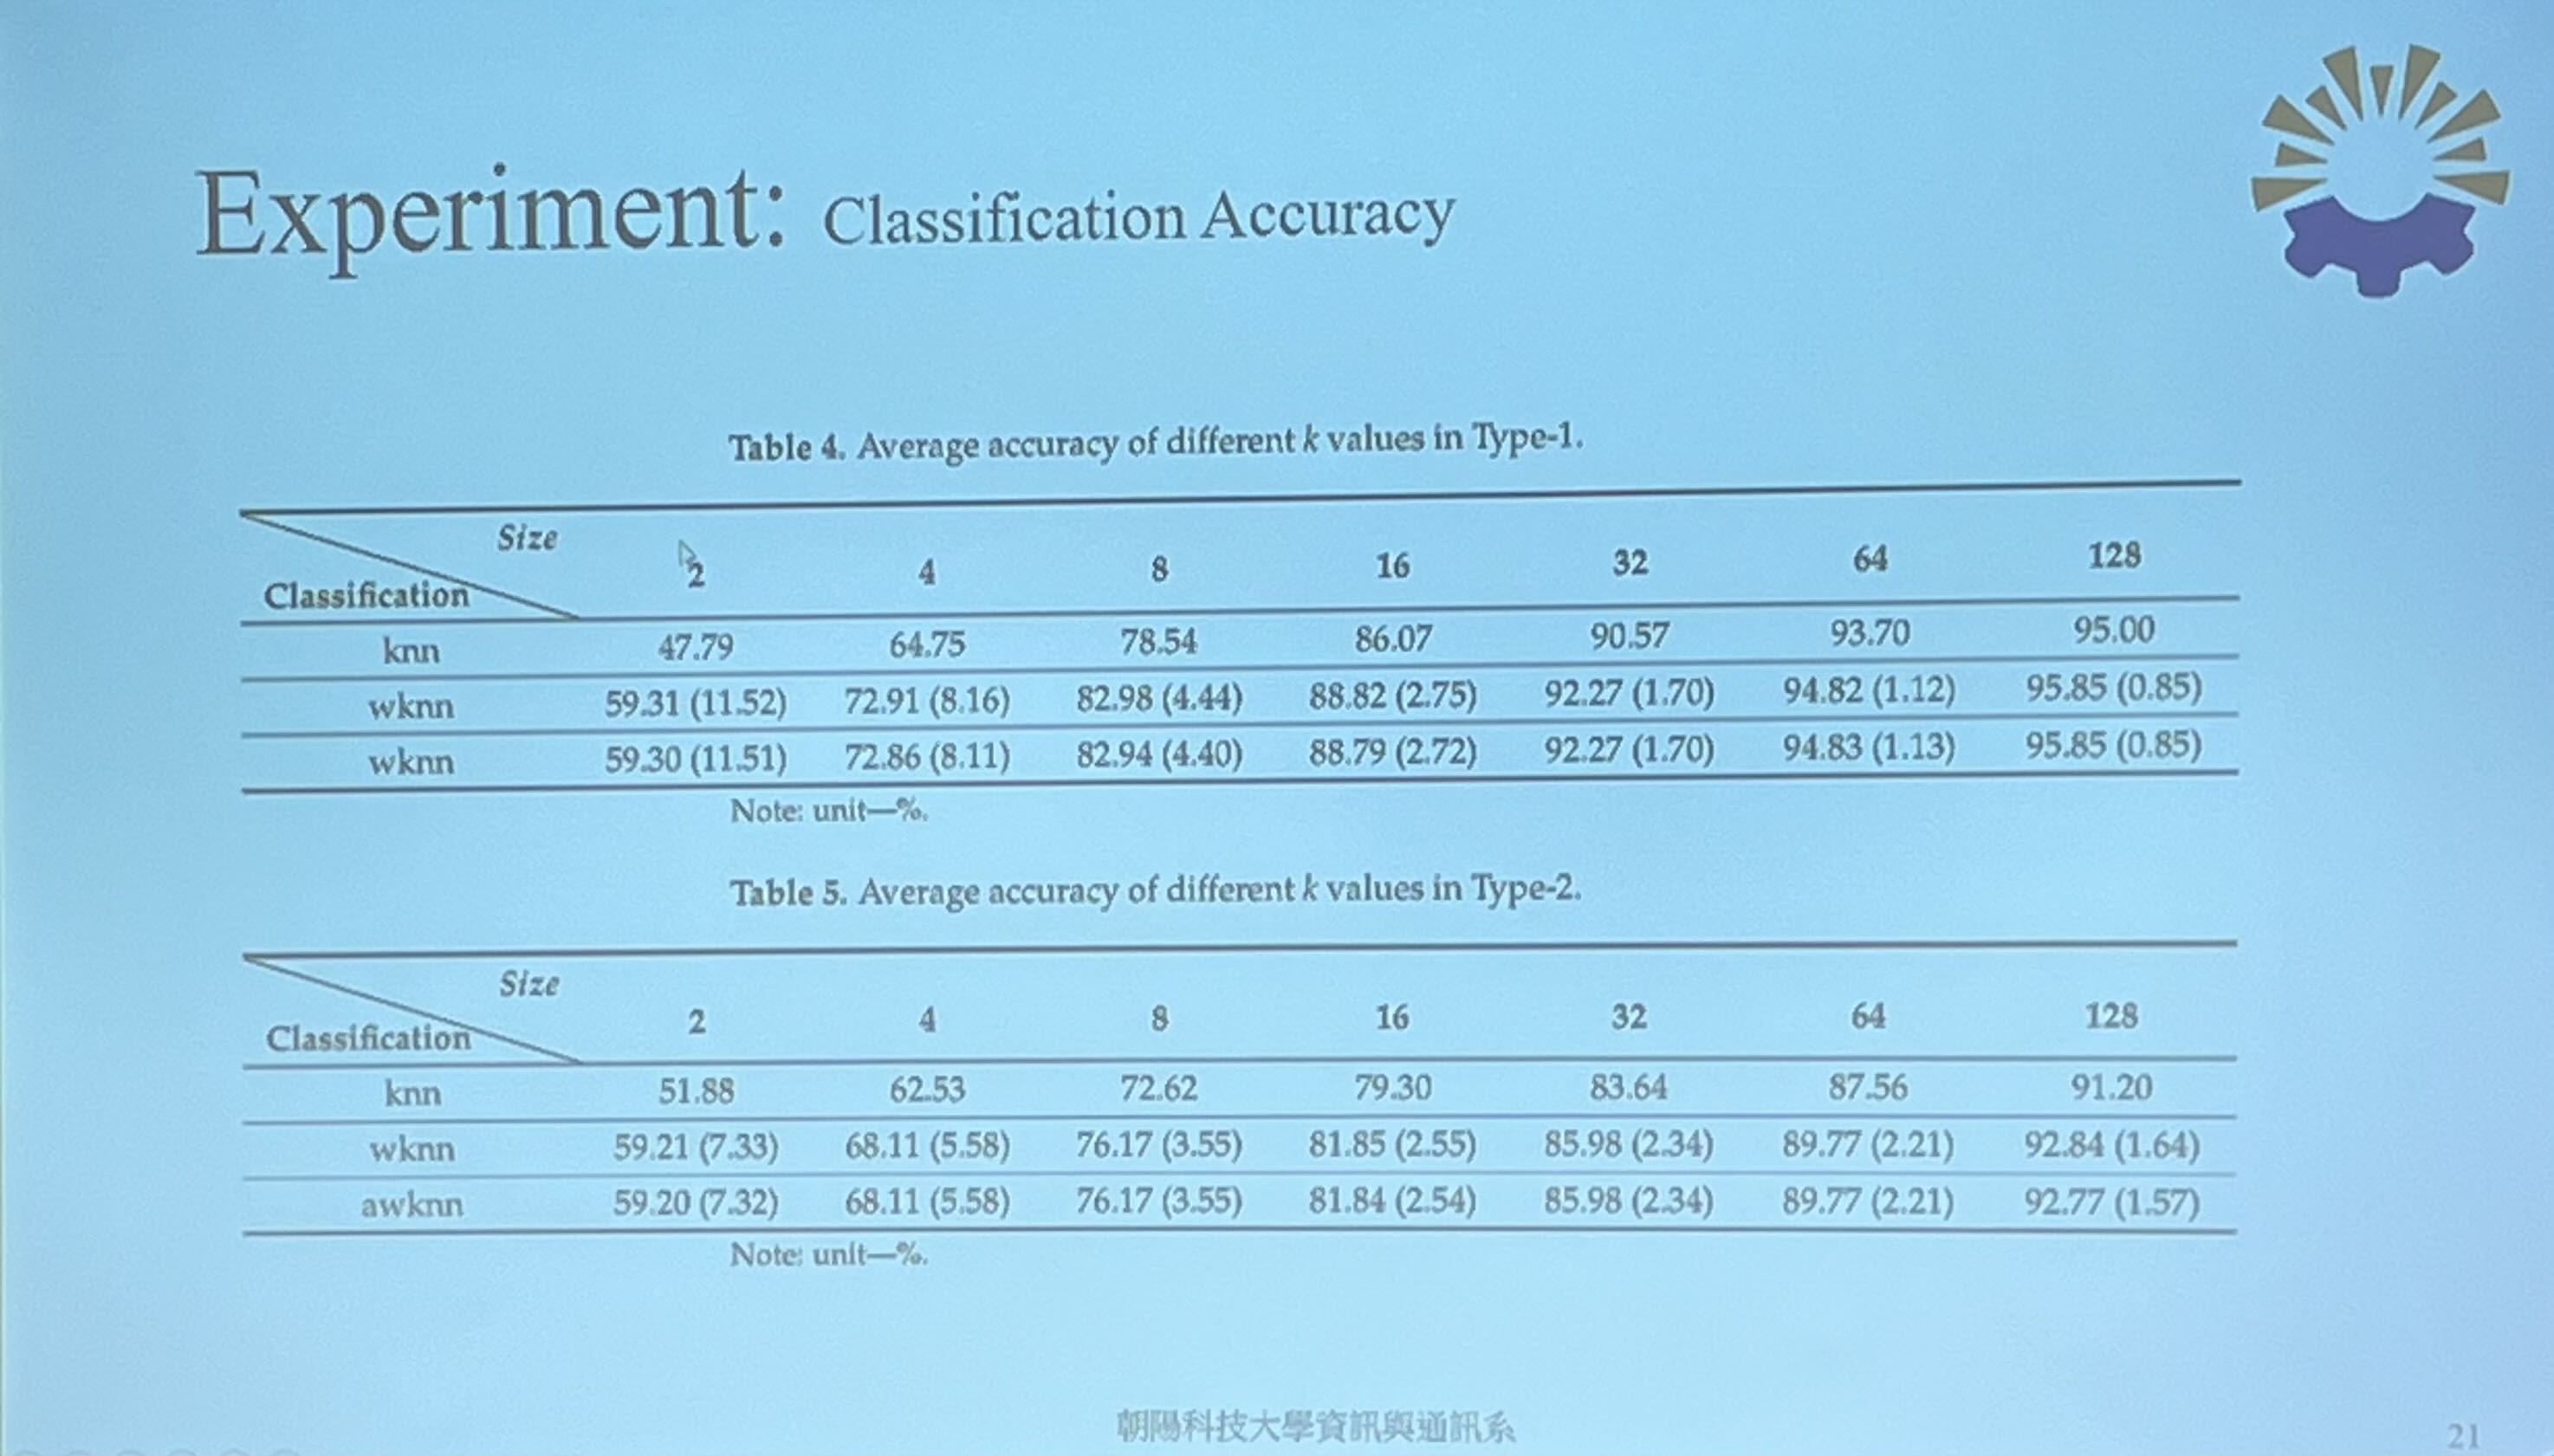 Experiment: Classification Accuracy
Table 4. Average accuracy of different k values in Type-1.
Size
Classification 2 4 8 16 32 64 128
knn 47.79 64.75 78.54 86.07 90.57 93.70 95.00
wknn 59.31 (11.52) 72.91 (8.16) 82.98 (4.44) 88.82 (2.75) 92.27 (1.70) 94.82 (1.12) 95.85 (0.85)
wknn 59.30 (11.51) 72.86 (8.11) 82.94 (4.40) 88.79 (2.72) 92.27 (1.70) 94.83 (1.13) 95.85 (0.85)
Note: unit—%.
Table 5. Average accuracy of different k values in Type-2.
Size
Classification 2 4 8 16 32 64 128
knn 51.88 62.53 72.62 79.30 83.64 87.56 91.20
wknn 59.21 (7.33) 68.11 (5.58) 76.17 (3.55) 81.85 (2.55) 85.98 (2.34) 89.77 (2.21) 92.84 (1.64)
awknn 59.20 (7.32) 68.11 (5.58) 76.17 (3.55) 81.84 (2.54) 85.98 (2.34) 89.77 (2.21) 92.77 (1.57)
Note: unit—%.
朝陽科技大學資訊與通訊系
21